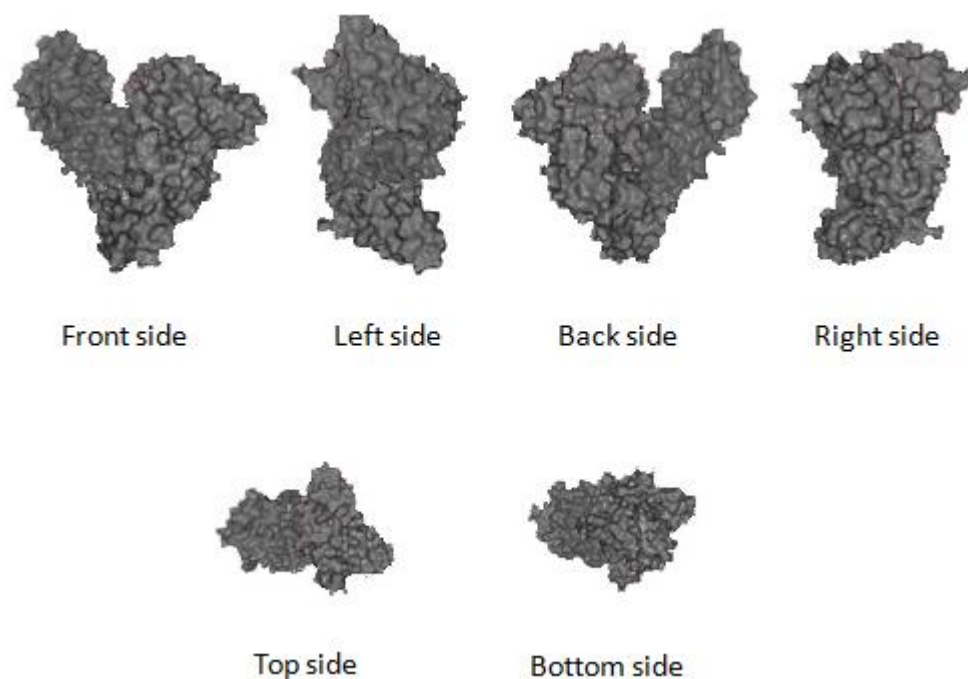 Front side
Left side
Back side
Right side
Top side
Bottom side